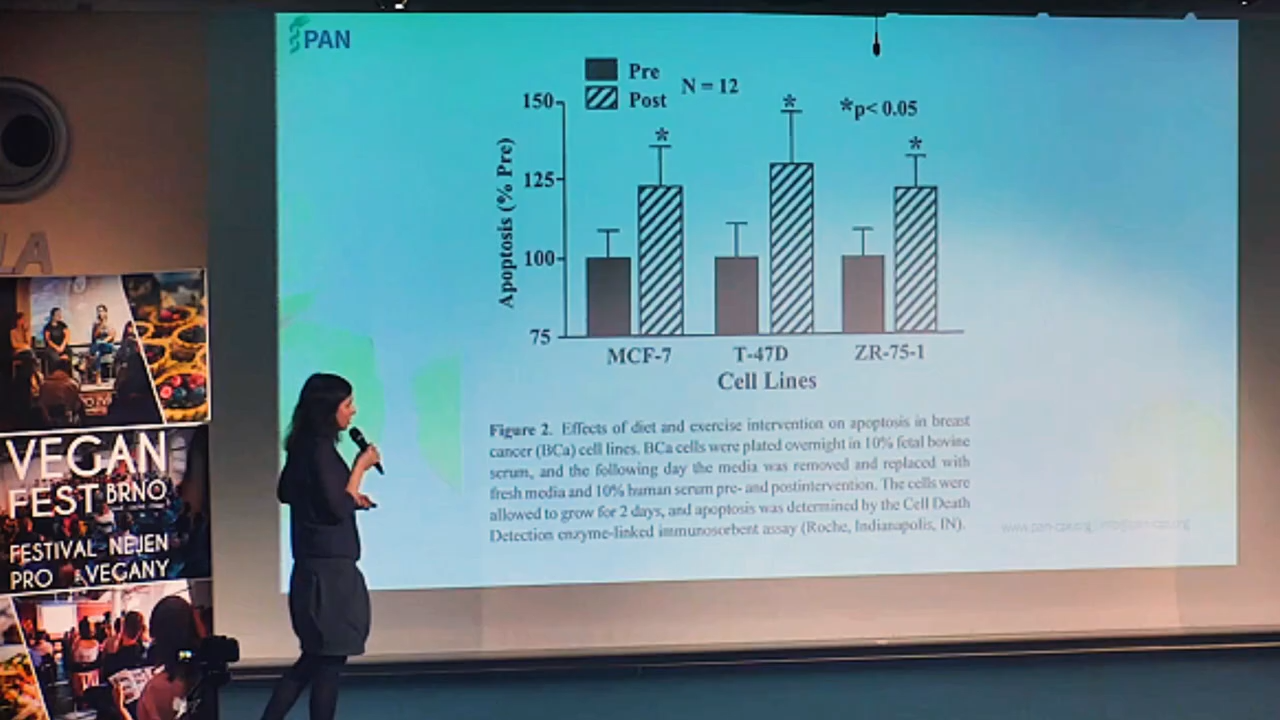 PAN
Pre
Post
N = 12
*p< 0.05
150
125
100
75
* * *
Apoptosis (% Pre)
MCF-7 T-47D ZR-75-1
Cell Lines
Figure 2. Effects of diet and exercise intervention on apoptosis in breast
cancer (BCa) cell lines. BCa cells were plated overnight in 10% fetal bovine
serum, and the following day the media was removed and replaced with
fresh media and 10% human serum pre- and postintervention. The cells were
allowed to grow for 2 days, and apoptosis was determined by the Cell Death
Detection enzyme-linked immunosorbent assay (Roche, Indianapolis, IN).
VEGAN
FEST BRNO
FESTIVAL NEJEN
PRO VEGANY